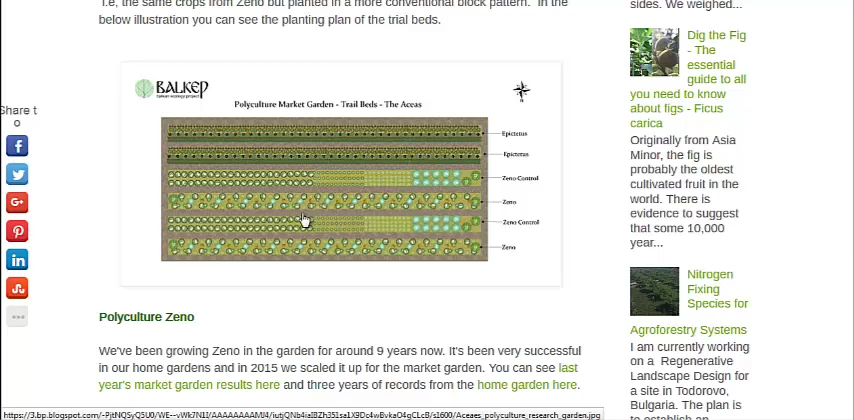 i.e, the same crops from Zeno but planted in a more conventional block pattern. In the
below illustration you can see the planting plan of the trial beds.
BALKEP
balkan ecology project
Polyculture Market Garden - Trail Beds - The Aceas
Epictetus
Epictetus
Zeno Control
Zeno
Zeno Control
Zeno
Polyculture Zeno
We've been growing Zeno in the garden for around 9 years now. It's been very successful
in our home gardens and in 2015 we scaled it up for the market garden. You can see last
year's market garden results here and three years of records from the home garden here.
Share t
o
f
G+
in
sides. We weighed...
Dig the Fig
- The
essential
guide to all
you need to know
about figs - Ficus
carica
Originally from Asia
Minor, the fig is
probably the oldest
cultivated fruit in the
world. There is
evidence to suggest
that some 10,000
year...
Nitrogen
Fixing
Species for
Agroforestry Systems
I am currently working
on a Regenerative
Landscape Design for
a site in Todorovo,
Bulgaria. The plan is
to establish an